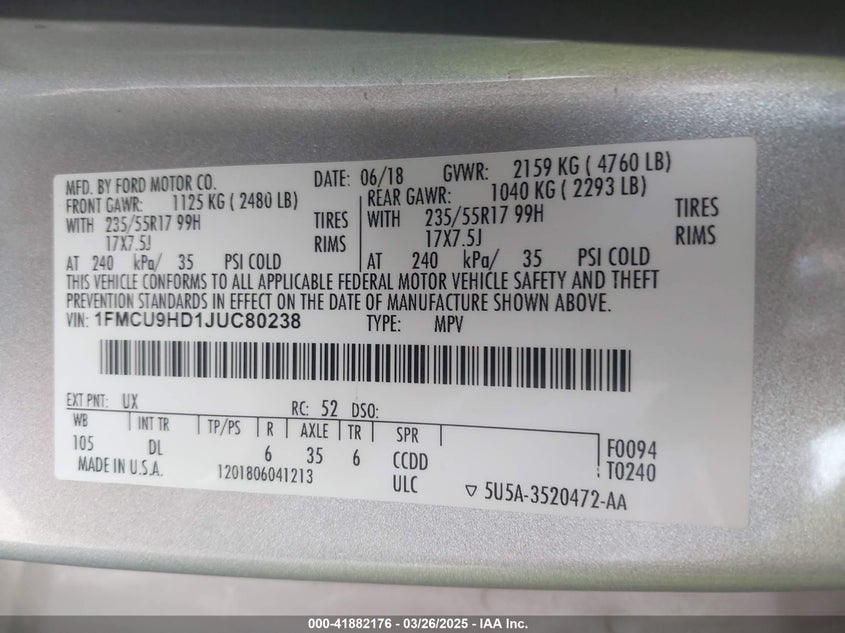 MFD. BY FORD MOTOR CO. DATE: 06/18 GVWR: 2159 KG ( 4760 LB)
FRONT GAWR: 1125 KG ( 2480 LB) REAR GAWR: 1040 KG ( 2293 LB)
WITH 235/55R17 99H TIRES WITH 235/55R17 99H TIRES
17X7.5J RIMS 17X7.5J RIMS
AT 240 kPa/ 35 PSI COLD AT 240 kPa/ 35 PSI COLD
THIS VEHICLE CONFORMS TO ALL APPLICABLE FEDERAL MOTOR VEHICLE SAFETY AND THEFT
PREVENTION STANDARDS IN EFFECT ON THE DATE OF MANUFACTURE SHOWN ABOVE.
VIN: 1FMCU9HD1JUC80238 TYPE: MPV
EXT PNT: UX RC: 52 DSO:
WB INT TR TP/PS R AXLE TR SPR F0094
105 DL 6 35 6 CCDD T0240
MADE IN U.S.A. 1201806041213 ULC ▽ 5U5A-3520472-AA
000-41882176 | 03/26/2025 | IAA Inc.